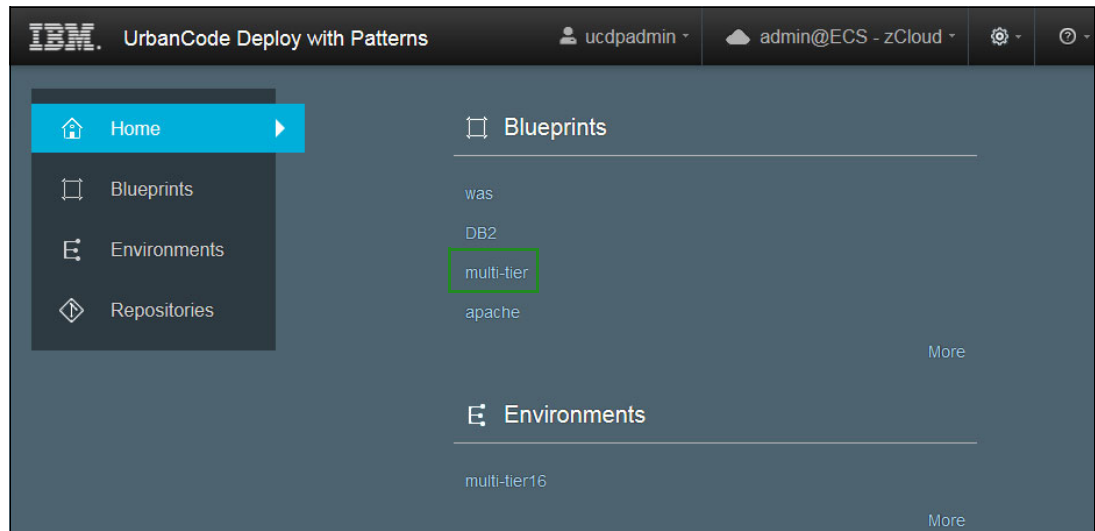 IBM. UrbanCode Deploy with Patterns ucdpadmin admin@ECS - zCloud
Home
Blueprints
Environments
Repositories
Blueprints
was
DB2
multi-tier
apache
More
Environments
multi-tier16
More